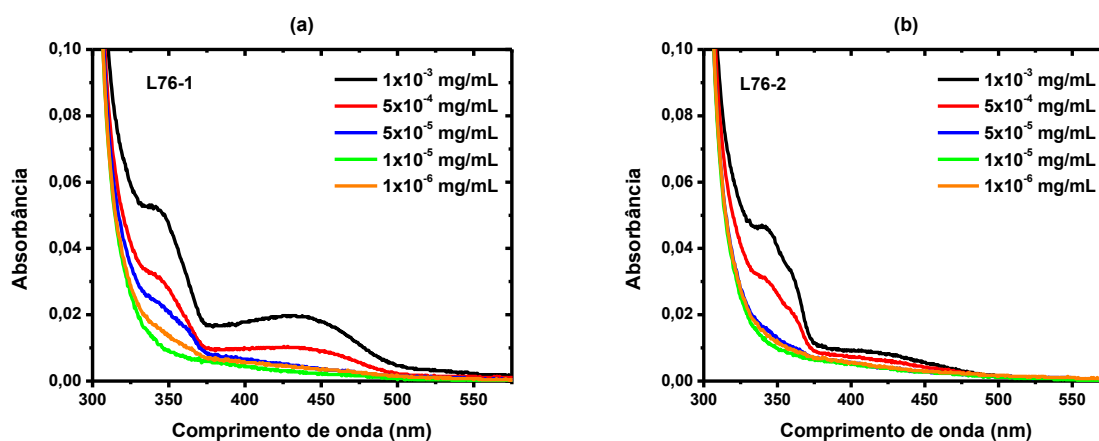 (a)
Absorbância
0,10
0,08
0,06
0,04
0,02
0,00
L76-1
1x10⁻³ mg/mL
5x10⁻⁴ mg/mL
5x10⁻⁵ mg/mL
1x10⁻⁵ mg/mL
1x10⁻⁶ mg/mL
300 350 400 450 500 550
Comprimento de onda (nm)
(b)
Absorbância
0,10
0,08
0,06
0,04
0,02
0,00
L76-2
1x10⁻³ mg/mL
5x10⁻⁴ mg/mL
5x10⁻⁵ mg/mL
1x10⁻⁵ mg/mL
1x10⁻⁶ mg/mL
300 350 400 450 500 550
Comprimento de onda (nm)